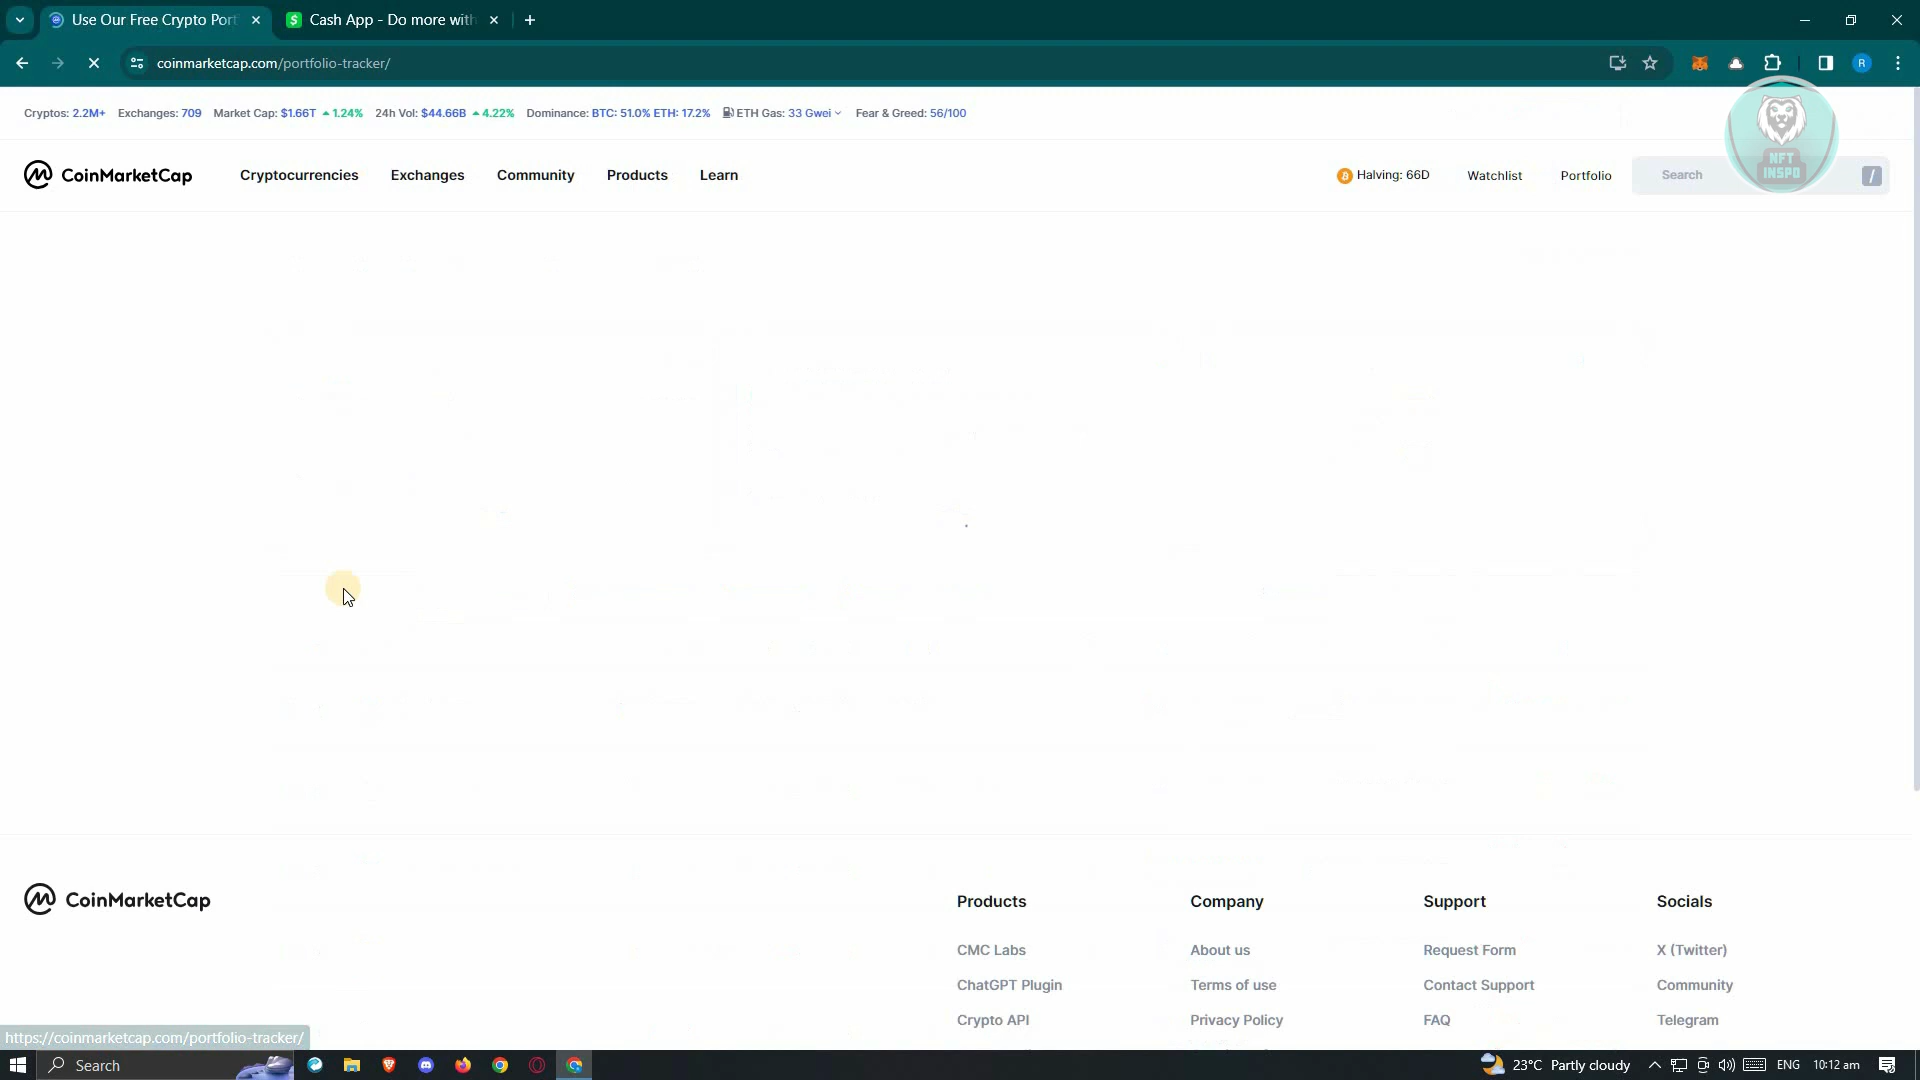 Use Our Free Crypto Por
Cash App - Do more with
coinmarketcap.com/portfolio-tracker/
R
Cryptos: 2.2M+ Exchanges: 709 Market Cap: $1.66T 1.24% 24h Vol: $44.66B 4.22% Dominance: BTC: 51.0% ETH: 17.2% ETH Gas: 33 Gwei Fear & Greed: 56/100
NFT
INSPO
CoinMarketCap
Cryptocurrencies Exchanges Community Products Learn
Halving: 66D Watchlist Portfolio Search /
CoinMarketCap
Products Company Support Socials
CMC Labs About us Request Form X (Twitter)
ChatGPT Plugin Terms of use Contact Support Community
Crypto API Privacy Policy FAQ Telegram
https://coinmarketcap.com/portfolio-tracker/
Search
23°C Partly cloudy ENG 10:12 am